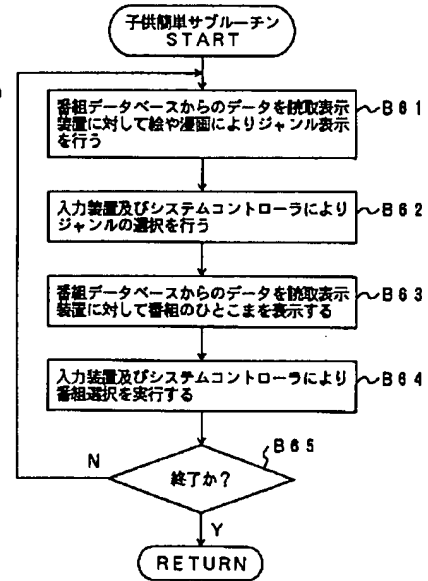 子供簡単サブルーチン
START
番組データベースからのデータを読取表示
装置に対して絵や漫画によりジャンル表示
を行う
B61
入力装置及びシステムコントローラにより
ジャンルの選択を行う
B62
番組データベースからのデータを読取表示
装置に対して番組のひとこまを表示する
B63
入力装置及びシステムコントローラにより
番組選択を実行する
B64
B65
終了か?
N
Y
RETURN